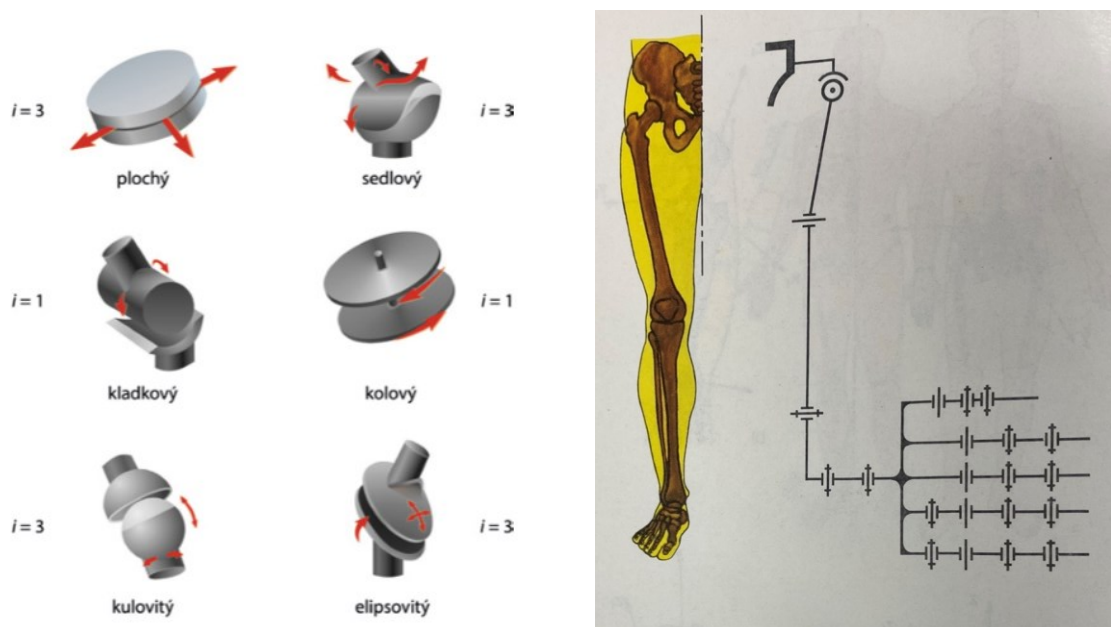 i = 3
plochý
sedlový
i = 3
i = 1
kladkový
kolový
i = 1
i = 3
kulovitý
elipsovitý
i = 3